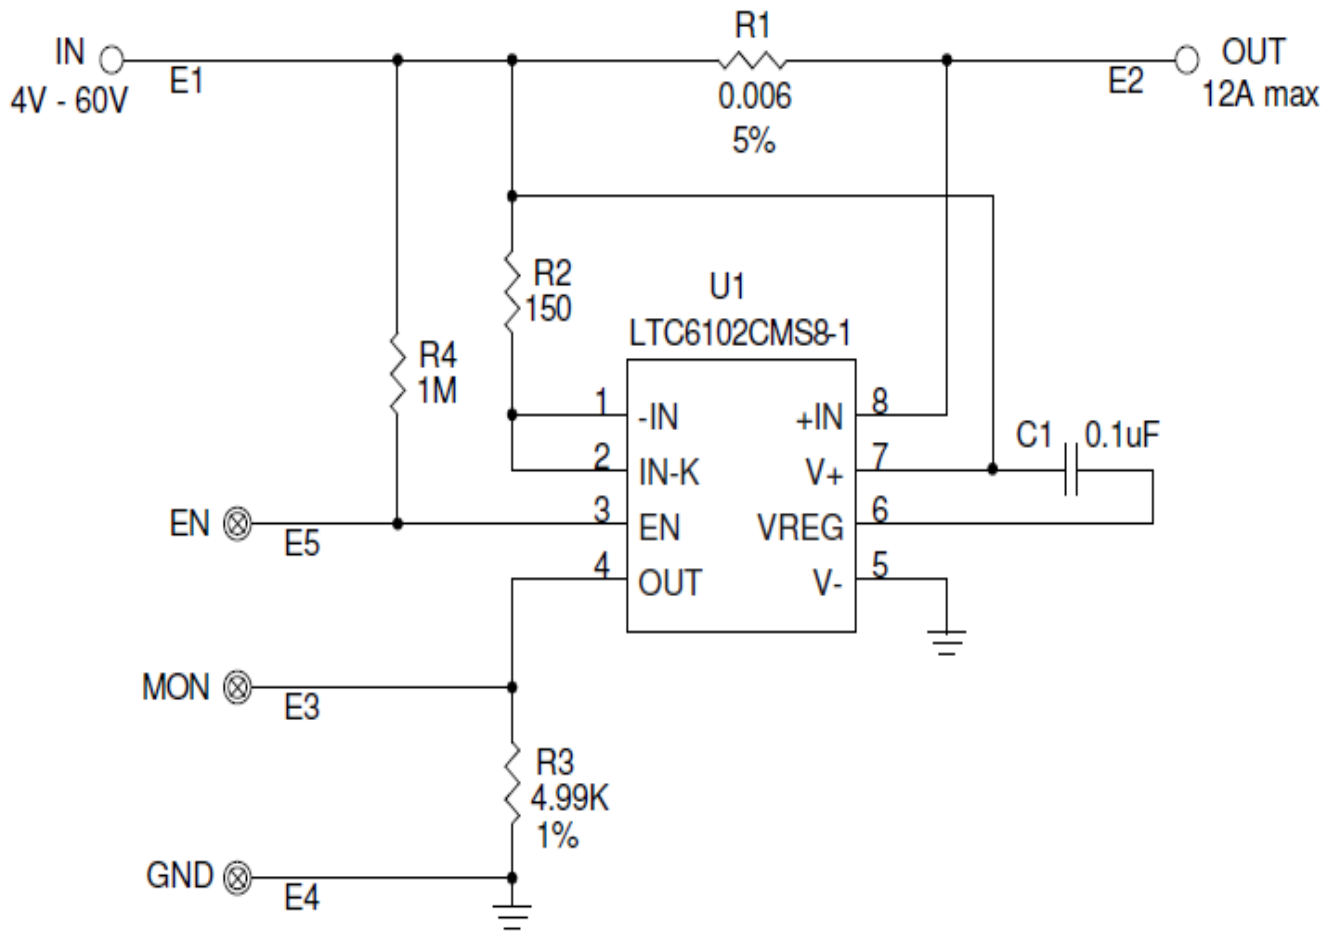 IN
4V - 60V
E1
R1
0.006
5%
E2
OUT
12A max
R2
150
R4
1M
U1
LTC6102CMS8-1
1
-IN
+IN
8
2
IN-K
V+
7
C1
0.1uF
EN
E5
3
EN
VREG
6
4
OUT
V-
5
MON
E3
R3
4.99K
1%
GND
E4